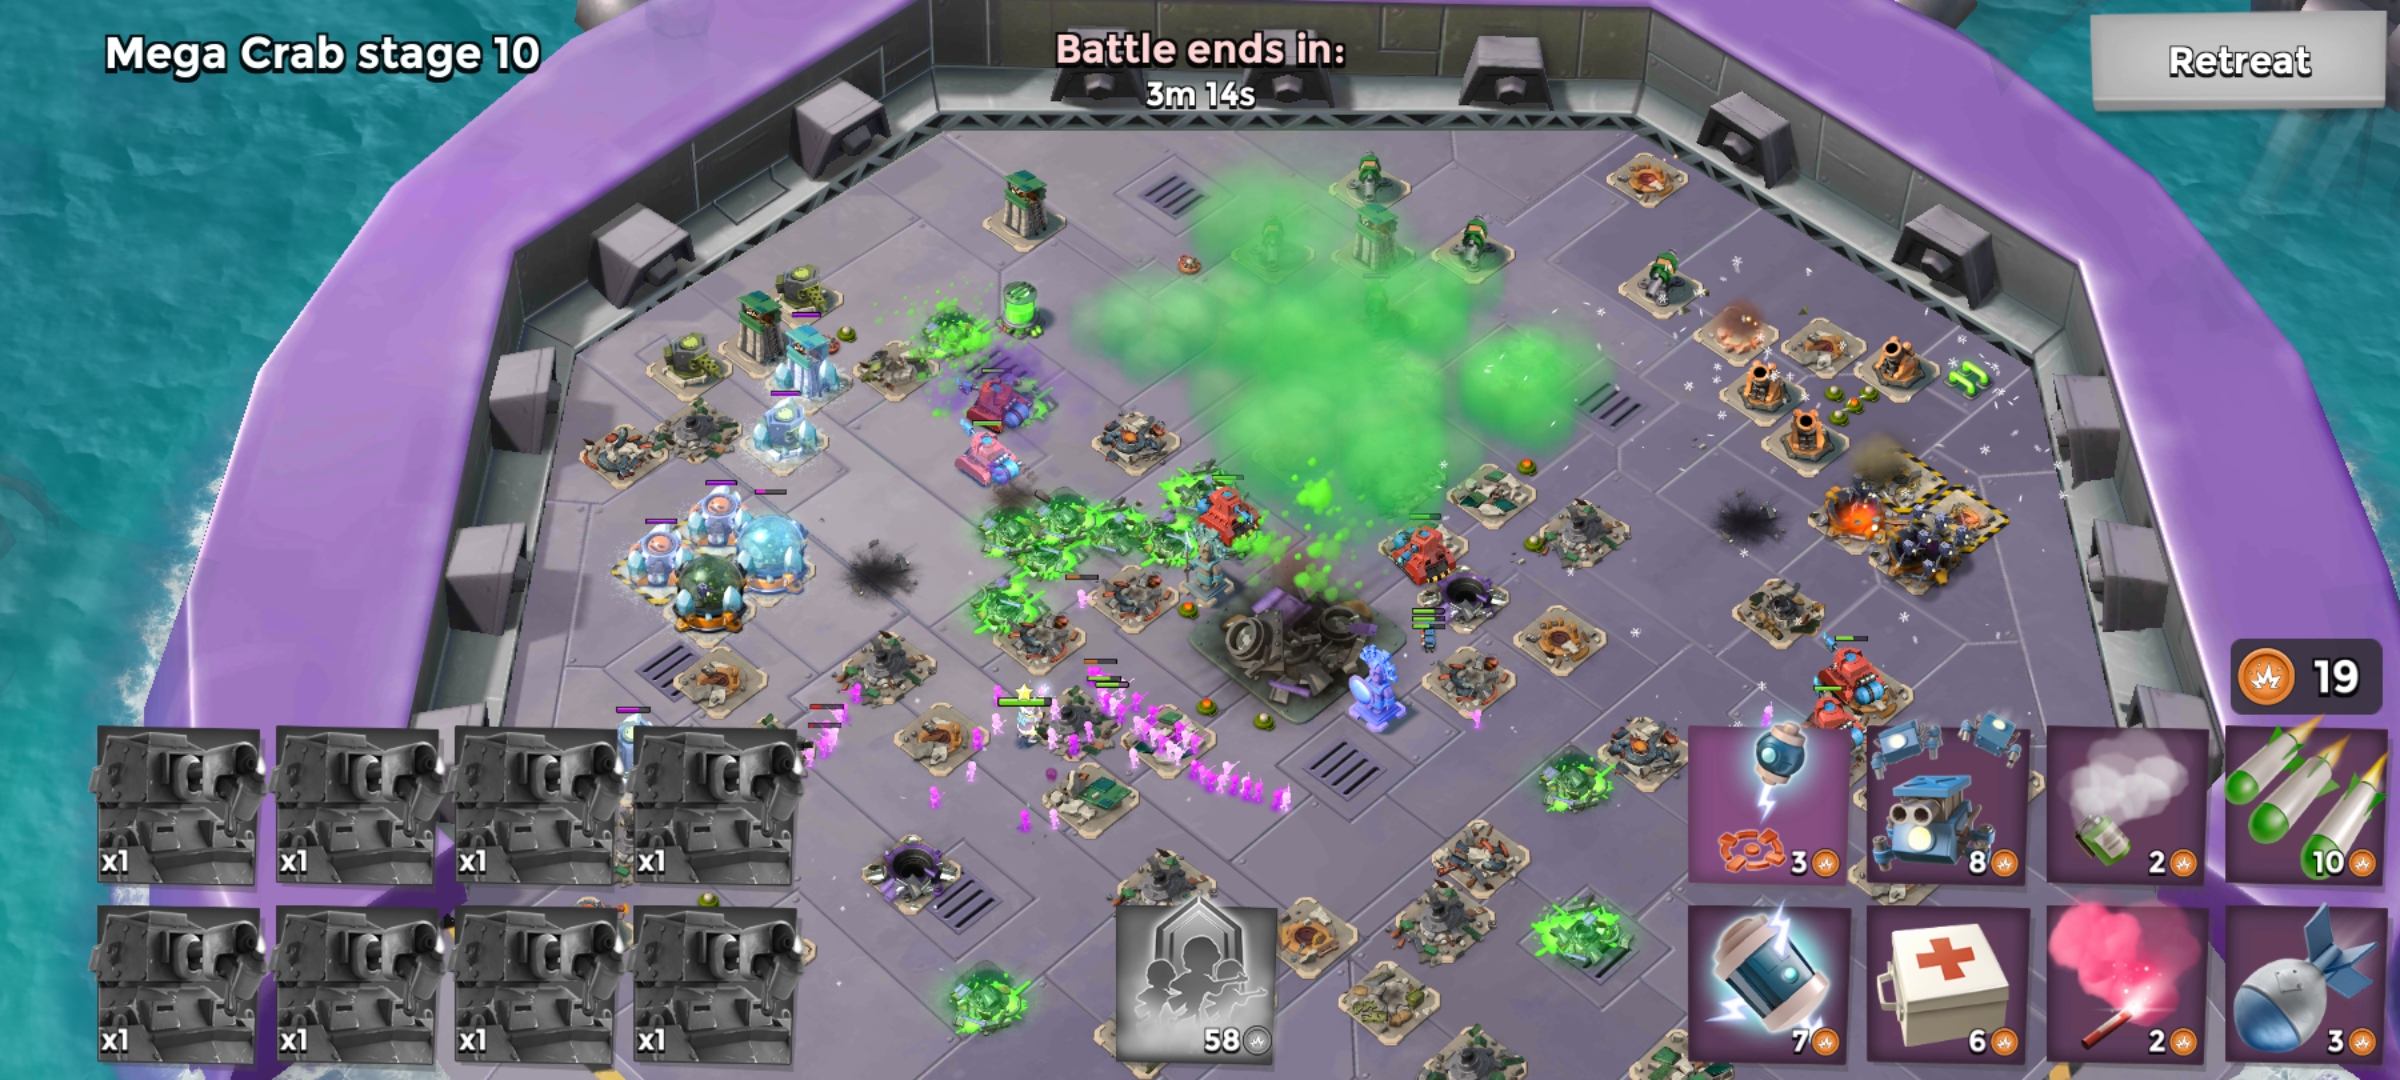 Mega Crab stage 10
Battle ends in:
3m 14s
Retreat
19
x1
x1
x1
x1
3
8
2
10
x1
x1
x1
x1
58
7
6
2
3